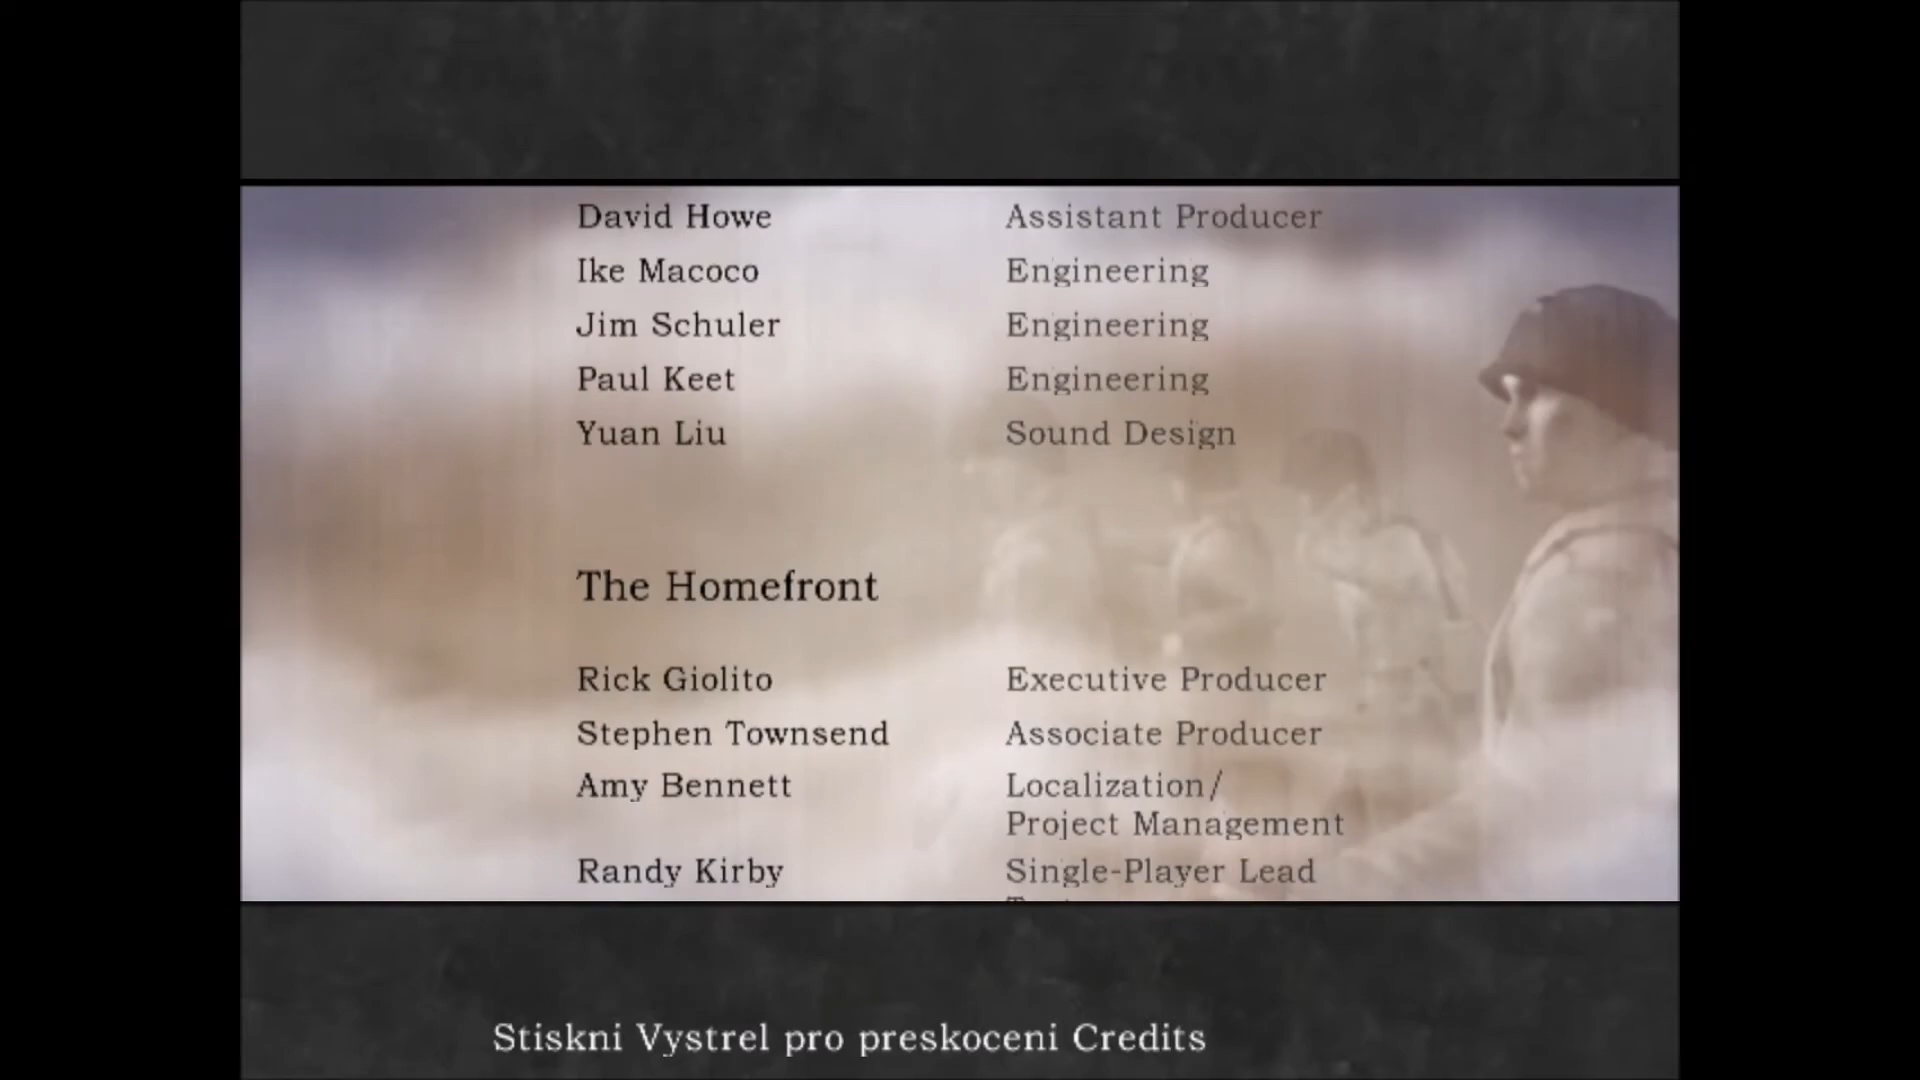 David Howe Assistant Producer
Ike Macoco Engineering
Jim Schuler Engineering
Paul Keet Engineering
Yuan Liu Sound Design
The Homefront
Rick Giolito Executive Producer
Stephen Townsend Associate Producer
Amy Bennett Localization/
Project Management
Randy Kirby Single-Player Lead
Stiskni Vystrel pro preskoceni Credits